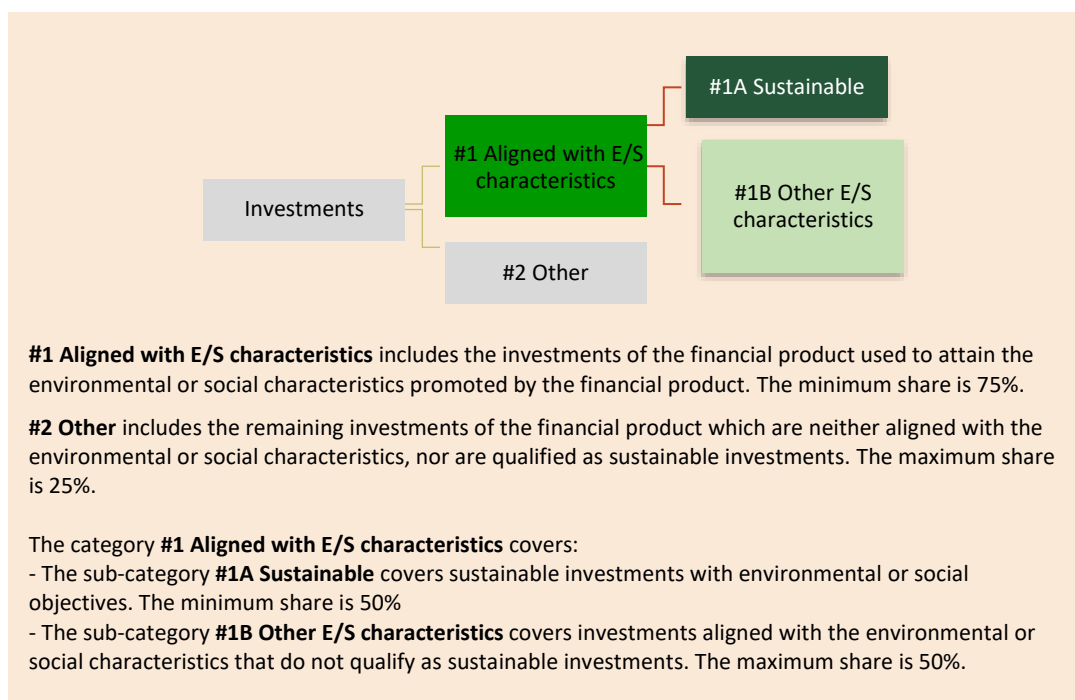 #1A Sustainable
#1 Aligned with E/S
characteristics
#1B Other E/S
characteristics
Investments
#2 Other
#1 Aligned with E/S characteristics includes the investments of the financial product used to attain the
environmental or social characteristics promoted by the financial product. The minimum share is 75%.
#2 Other includes the remaining investments of the financial product which are neither aligned with the
environmental or social characteristics, nor are qualified as sustainable investments. The maximum share
is 25%.
The category #1 Aligned with E/S characteristics covers:
- The sub-category #1A Sustainable covers sustainable investments with environmental or social
objectives. The minimum share is 50%
- The sub-category #1B Other E/S characteristics covers investments aligned with the environmental or
social characteristics that do not qualify as sustainable investments. The maximum share is 50%.